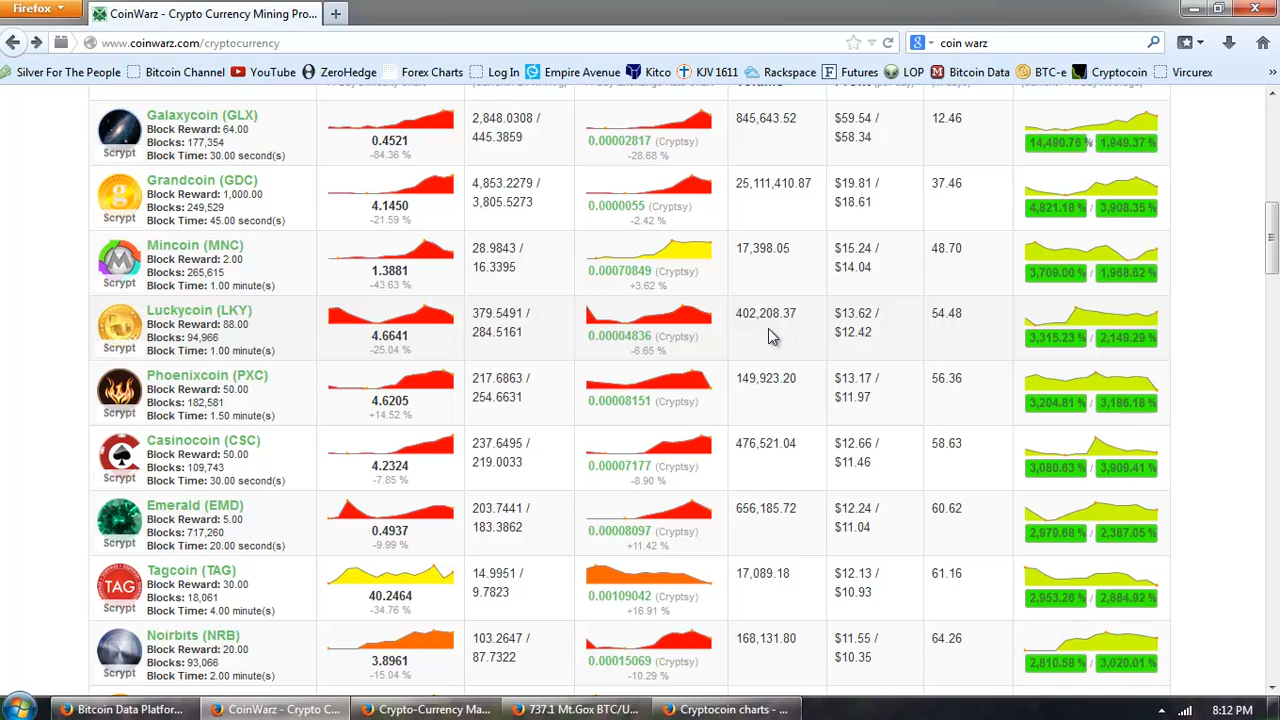 Firefox
CoinWarz - Crypto Currency Mining Pro...
www.coinwarz.com/cryptocurrency
coin warz
Silver For The People
Bitcoin Channel
YouTube
ZeroHedge
Forex Charts
Log In
Empire Avenue
Kitco
KJV 1611
Rackspace
Futures
LOP
Bitcoin Data
BTC-e
Cryptocoin
Vircurex
»
Galaxycoin (GLX)
Block Reward: 64.00
Blocks: 177,354
Block Time: 30.00 second(s)
Scrypt
0.4521
-84.36 %
2,848.0308 /
445.3859
0.00002817 (Cryptsy)
-28.68 %
845,643.52
$59.54 /
$58.34
12.46
14,490.76 % / 1,949.37 %
Grandcoin (GDC)
Block Reward: 1,000.00
Blocks: 249,529
Block Time: 45.00 second(s)
Scrypt
4.1450
-21.59 %
4,853.2279 /
3,805.5273
0.0000055 (Cryptsy)
-2.42 %
25,111,410.87
$19.81 /
$18.61
37.46
4,821.18 % / 3,908.35 %
Mincoin (MNC)
Block Reward: 2.00
Blocks: 265,615
Block Time: 1.00 minute(s)
Scrypt
1.3881
-43.63 %
28.9843 /
16.3395
0.00070849 (Cryptsy)
+3.62 %
17,398.05
$15.24 /
$14.04
48.70
3,709.00 % / 1,968.62 %
Luckycoin (LKY)
Block Reward: 88.00
Blocks: 94,966
Block Time: 1.00 minute(s)
Scrypt
4.6641
-25.04 %
379.5491 /
284.5161
0.00004836 (Cryptsy)
-6.65 %
402,208.37
$13.62 /
$12.42
54.48
3,315.23 % / 2,149.29 %
Phoenixcoin (PXC)
Block Reward: 50.00
Blocks: 182,581
Block Time: 1.50 minute(s)
Scrypt
4.6205
+14.52 %
217.6863 /
254.6631
0.00008151 (Cryptsy)
149,923.20
$13.17 /
$11.97
56.36
3,204.81 % / 3,186.18 %
Casinocoin (CSC)
Block Reward: 50.00
Blocks: 109,743
Block Time: 30.00 second(s)
Scrypt
4.2324
-7.85 %
237.6495 /
219.0033
0.00007177 (Cryptsy)
-8.90 %
476,521.04
$12.66 /
$11.46
58.63
3,080.63 % / 3,909.41 %
Emerald (EMD)
Block Reward: 5.00
Blocks: 717,260
Block Time: 20.00 second(s)
Scrypt
0.4937
-9.99 %
203.7441 /
183.3862
0.00008097 (Cryptsy)
+11.42 %
656,185.72
$12.24 /
$11.04
60.62
2,979.68 % / 2,387.05 %
Tagcoin (TAG)
Block Reward: 30.00
Blocks: 18,061
Block Time: 4.00 minute(s)
TAG
Scrypt
40.2464
-34.76 %
14.9951 /
9.7823
0.00109042 (Cryptsy)
+16.91 %
17,089.18
$12.13 /
$10.93
61.16
2,953.26 % / 2,684.92 %
Noirbits (NRB)
Block Reward: 20.00
Blocks: 93,066
Block Time: 2.00 minute(s)
Scrypt
3.8961
-15.04 %
103.2647 /
87.7322
0.00015069 (Cryptsy)
-10.29 %
168,131.80
$11.55 /
$10.35
64.26
2,810.58 % / 3,020.01 %
Bitcoin Data Platfor...
CoinWarz - Crypto C...
Crypto-Currency Ma...
737.1 Mt.Gox BTC/U...
Cryptocoin charts - ...
8:12 PM